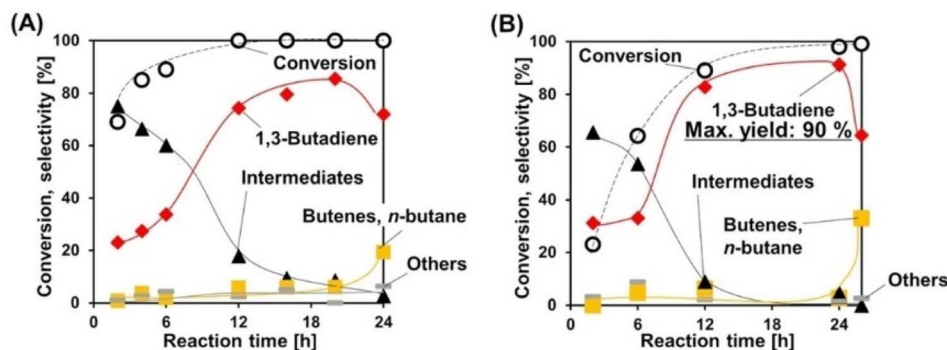 (A)
Conversion, selectivity [%]
100
80
60
40
20
0
Conversion
1,3-Butadiene
Intermediates
Butenes,
n-butane
Others
0 6 12 18 24
Reaction time [h]
(B)
Conversion, selectivity [%]
100
80
60
40
20
0
Conversion
1,3-Butadiene
Max. yield: 90 %
Intermediates
Butenes,
n-butane
Others
0 6 12 18 24
Reaction time [h]